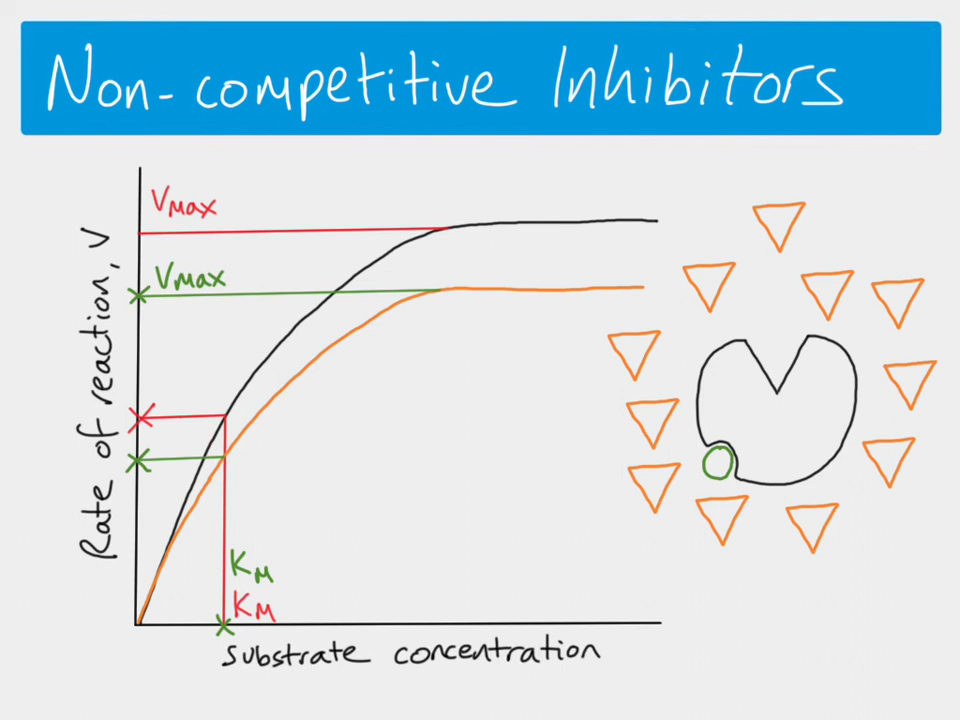 Non-competitive Inhibitors
Vmax
Vmax
Rate of reaction, V
KM
KM
substrate concentration